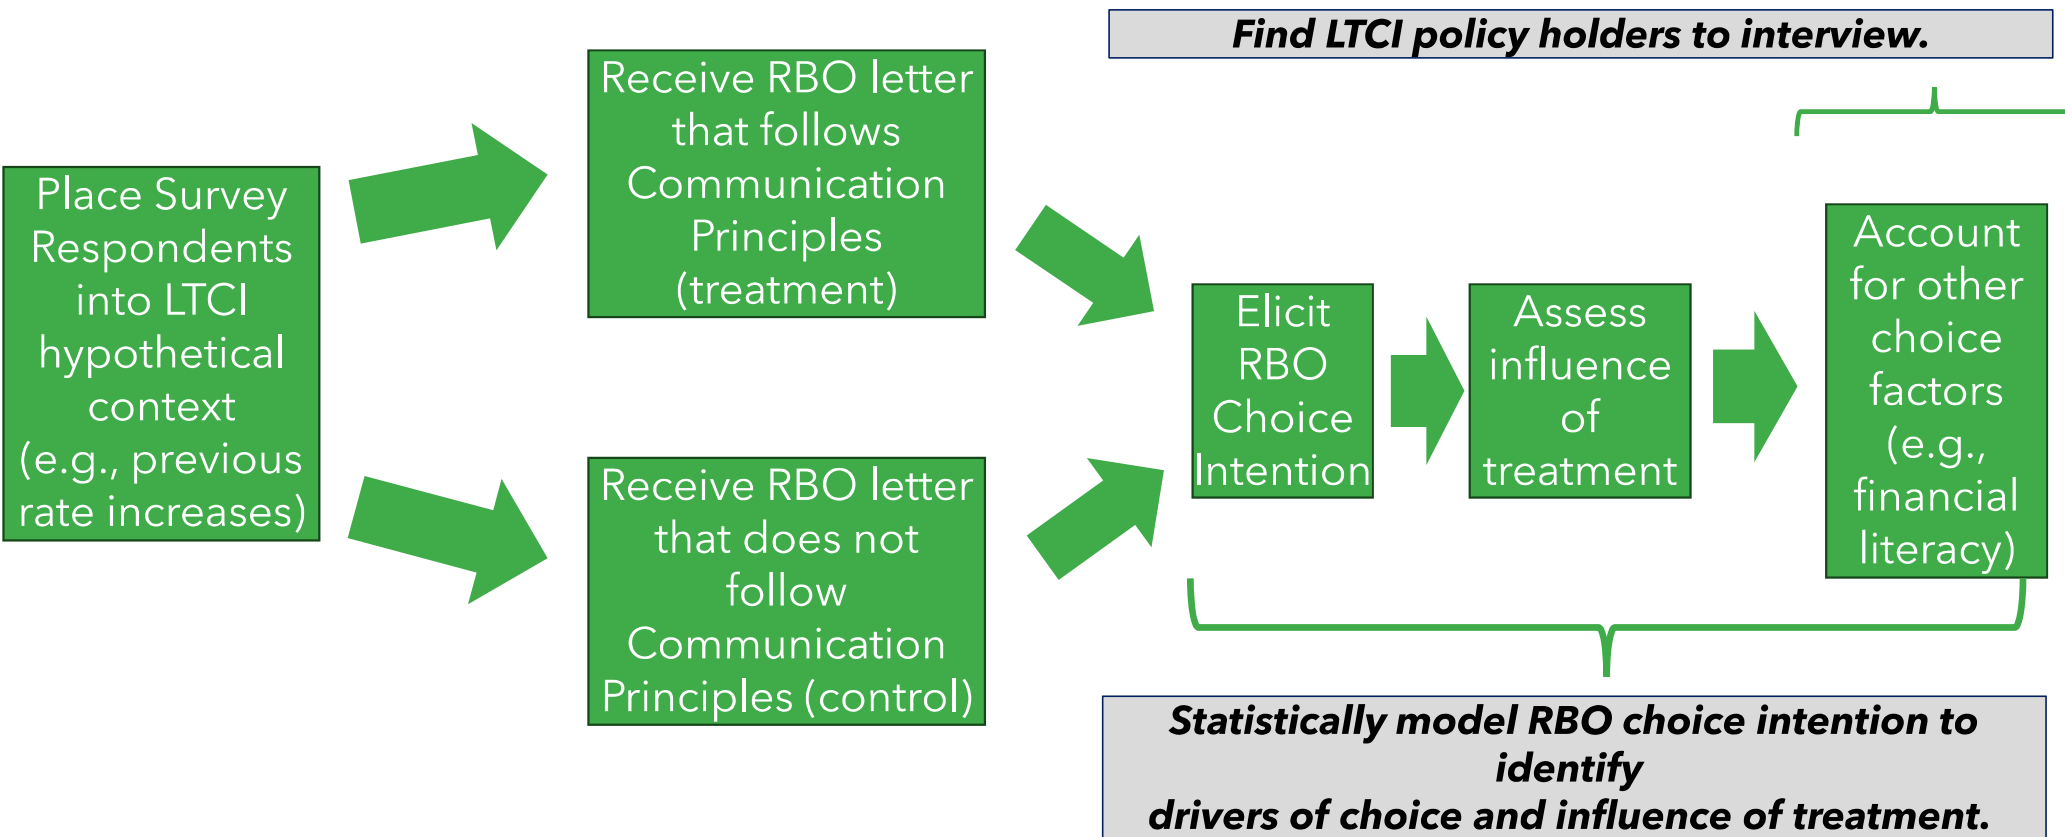 Find LTCI policy holders to interview.
Place Survey
Respondents
into LTCI
hypothetical
context
(e.g., previous
rate increases)
Receive RBO letter
that follows
Communication
Principles
(treatment)
Receive RBO letter
that does not
follow
Communication
Principles (control)
Elicit
RBO
Choice
Intention
Assess
influence
of
treatment
Account
for other
choice
factors
(e.g.,
financial
literacy)
Statistically model RBO choice intention to
identify
drivers of choice and influence of treatment.